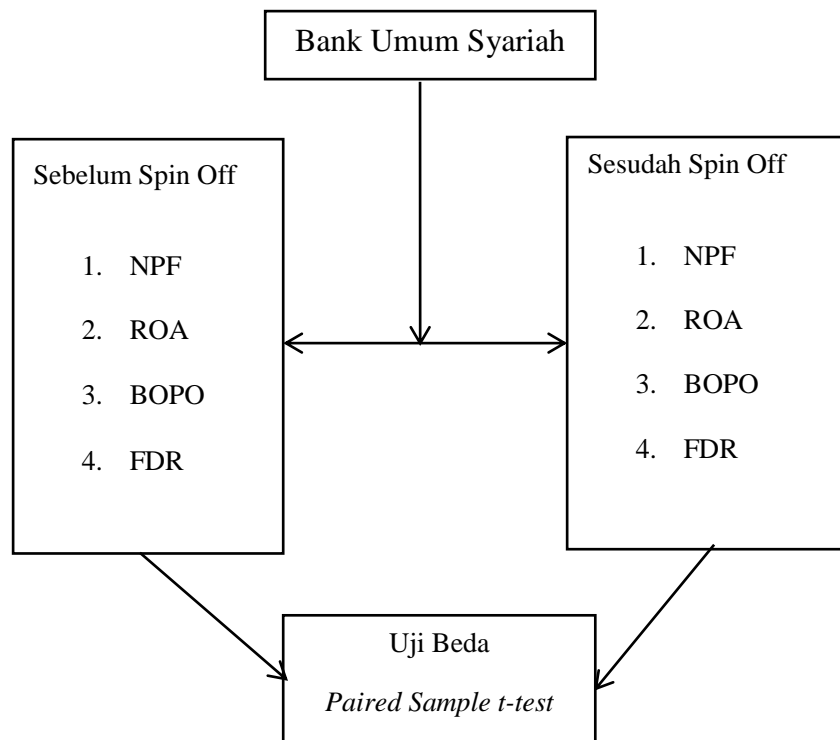 Bank Umum Syariah
Sebelum Spin Off
1. NPF
2. ROA
3. BOPO
4. FDR
Sesudah Spin Off
1. NPF
2. ROA
3. BOPO
4. FDR
Uji Beda
Paired Sample t-test